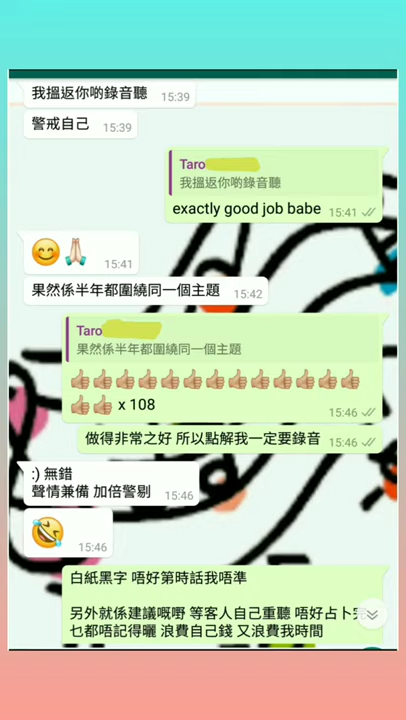 我搵返你啲錄音聽 15:39
警戒自己 15:39
Taro
我搵返你啲錄音聽
exactly good job babe 15:41
😊🙏🏻 15:41
果然係半年都圍繞同一個主題 15:42
Taro
果然係半年都圍繞同一個主題
👍🏼👍🏼👍🏼👍🏼👍🏼👍🏼👍🏼👍🏼👍🏼👍🏼👍🏼👍🏼👍🏼
👍🏼👍🏼 x 108 15:46
做得非常之好 所以點解我一定要錄音 15:46
:) 無錯
聲情兼備 加倍警剔 15:46
🤣 15:46
白紙黑字 唔好第時話我唔準
另外就係建議嘅嘢 等客人自己重聽 唔好占卜完
乜都唔記得曬 浪費自己錢 又浪費我時間